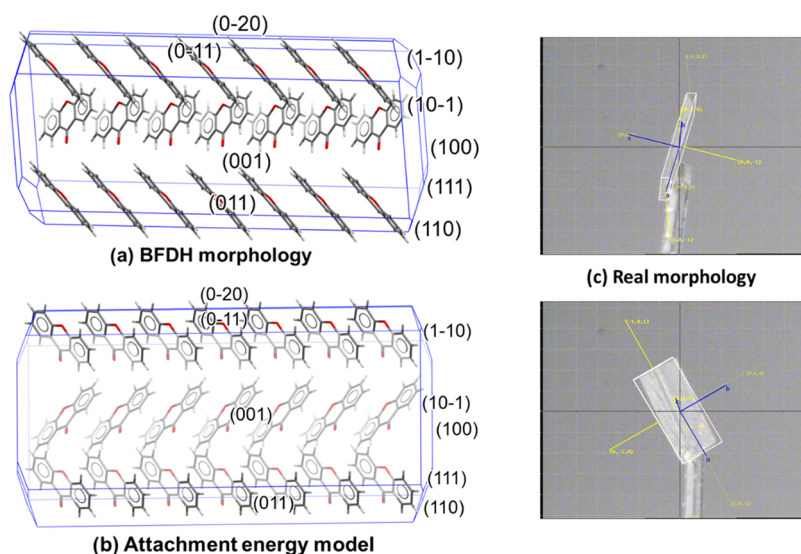 (0-20)
(0-11)
(1-10)
(10-1)
(100)
(001)
(111)
(011)
(110)
(a) BFDH morphology
(0-20)
(0-11)
(1-10)
(10-1)
(001)
(100)
(111)
(011)
(110)
(b) Attachment energy model
(c) Real morphology
b
c
a
b
a